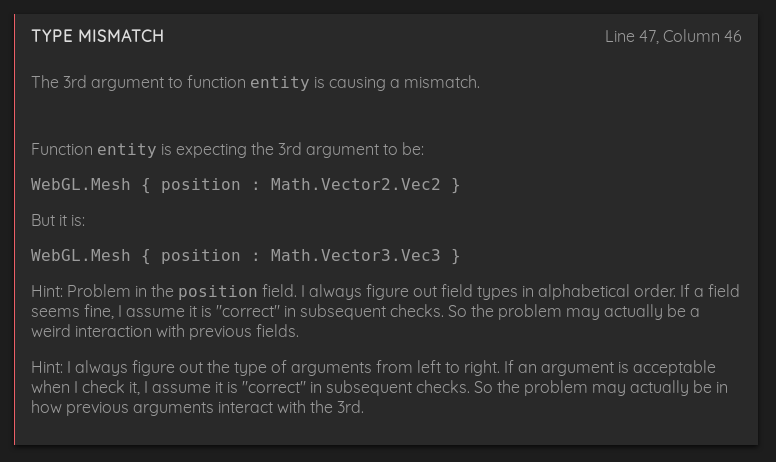 TYPE MISMATCH Line 47, Column 46
The 3rd argument to function entity is causing a mismatch.
Function entity is expecting the 3rd argument to be:
WebGL.Mesh { position : Math.Vector2.Vec2 }
But it is:
WebGL.Mesh { position : Math.Vector3.Vec3 }
Hint: Problem in the position field. I always figure out field types in alphabetical order. If a field
seems fine, I assume it is "correct" in subsequent checks. So the problem may actually be a
weird interaction with previous fields.
Hint: I always figure out the type of arguments from left to right. If an argument is acceptable
when I check it, I assume it is "correct" in subsequent checks. So the problem may actually be in
how previous arguments interact with the 3rd.